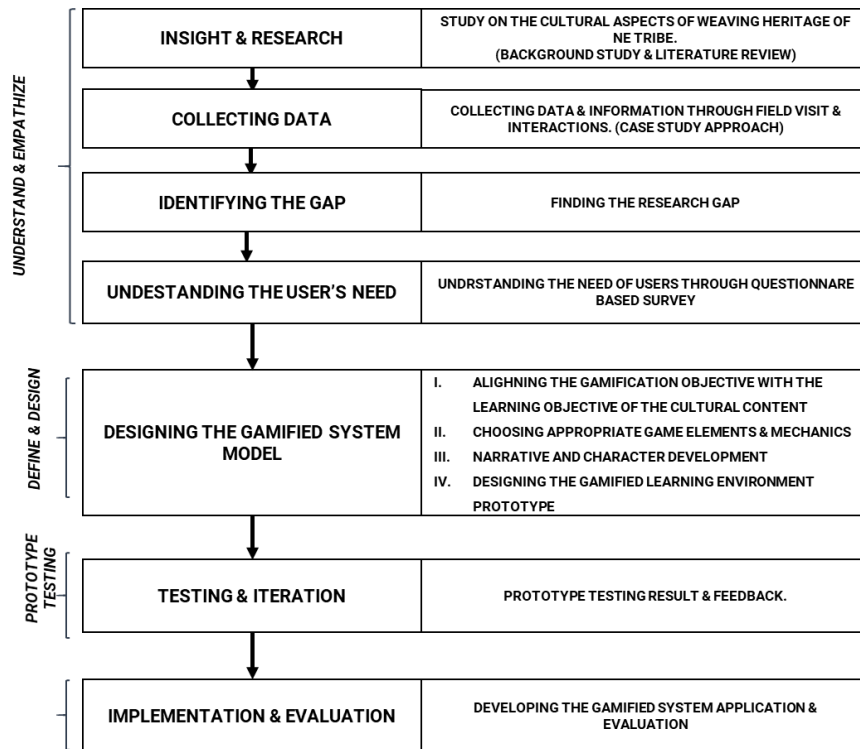 UNDERSTAND & EMPATHIZE
INSIGHT & RESEARCH
STUDY ON THE CULTURAL ASPECTS OF WEAVING HERITAGE OF
NE TRIBE.
(BACKGROUND STUDY & LITERATURE REVIEW)
COLLECTING DATA
COLLECTING DATA & INFORMATION THROUGH FIELD VISIT &
INTERACTIONS. (CASE STUDY APPROACH)
IDENTIFYING THE GAP
FINDING THE RESEARCH GAP
UNDESTANDING THE USER'S NEED
UNDRSTANDING THE NEED OF USERS THROUGH QUESTIONNARE
BASED SURVEY
DEFINE & DESIGN
DESIGNING THE GAMIFIED SYSTEM
MODEL
I. ALIGHNING THE GAMIFICATION OBJECTIVE WITH THE
LEARNING OBJECTIVE OF THE CULTURAL CONTENT
II. CHOOSING APPROPRIATE GAME ELEMENTS & MECHANICS
III. NARRATIVE AND CHARACTER DEVELOPMENT
IV. DESIGNING THE GAMIFIED LEARNING ENVIRONMENT
PROTOTYPE
PROTOTYPE
TESTING
TESTING & ITERATION
PROTOTYPE TESTING RESULT & FEEDBACK.
IMPLEMENTATION & EVALUATION
DEVELOPING THE GAMIFIED SYSTEM APPLICATION &
EVALUATION